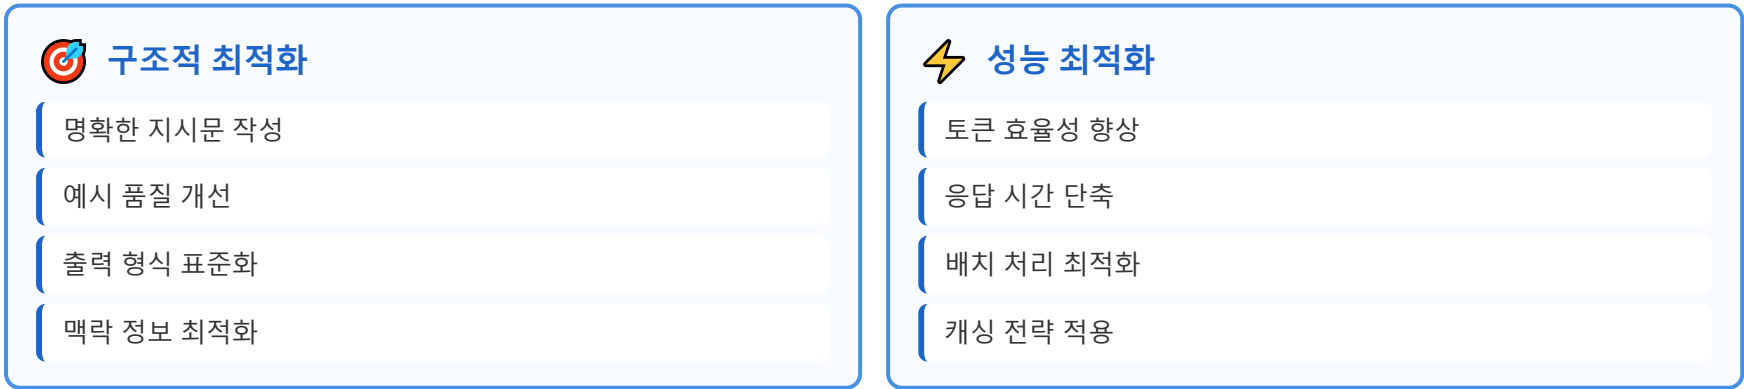 구조적 최적화
명확한 지시문 작성
예시 품질 개선
출력 형식 표준화
맥락 정보 최적화
성능 최적화
토큰 효율성 향상
응답 시간 단축
배치 처리 최적화
캐싱 전략 적용